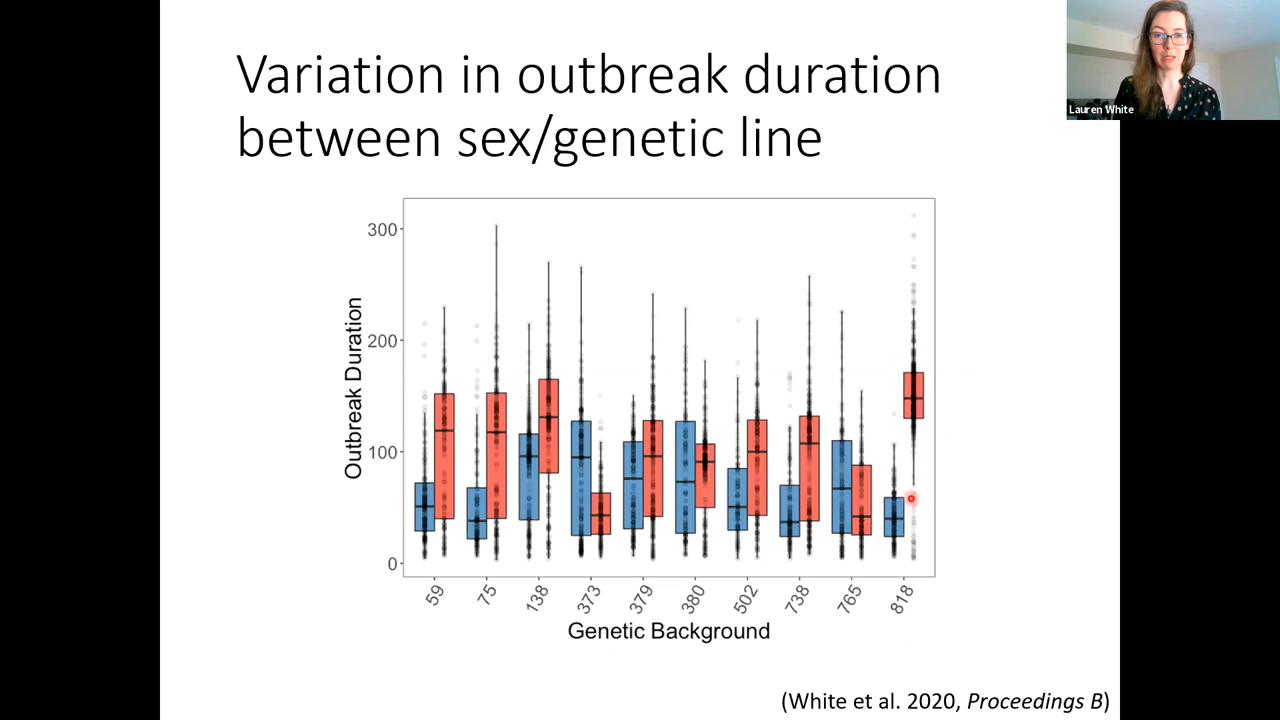 Variation in outbreak duration
between sex/genetic line
Lauren White
Outbreak Duration
300
200
100
0
59
75
138
373
379
380
502
738
765
818
Genetic Background
(White et al. 2020, Proceedings B)